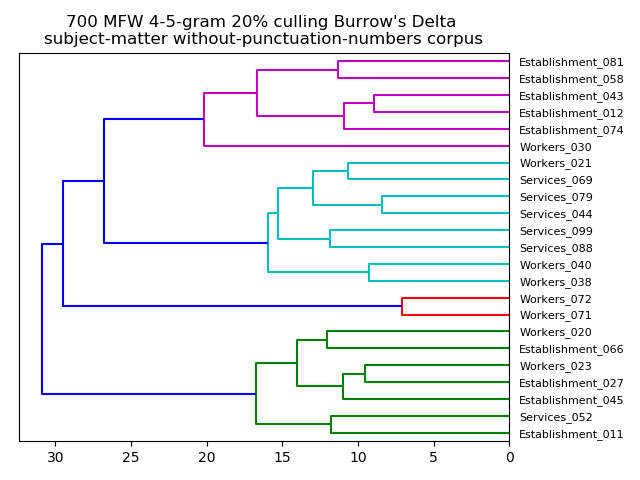 700 MFW 4-5-gram 20% culling Burrow's Delta
subject-matter without-punctuation-numbers corpus
Establishment_081
Establishment_058
Establishment_043
Establishment_012
Establishment_074
Workers_030
Workers_021
Services_069
Services_079
Services_044
Services_099
Services_088
Workers_040
Workers_038
Workers_072
Workers_071
Workers_020
Establishment_066
Workers_023
Establishment_027
Establishment_045
Services_052
Establishment_011
30 25 20 15 10 5 0